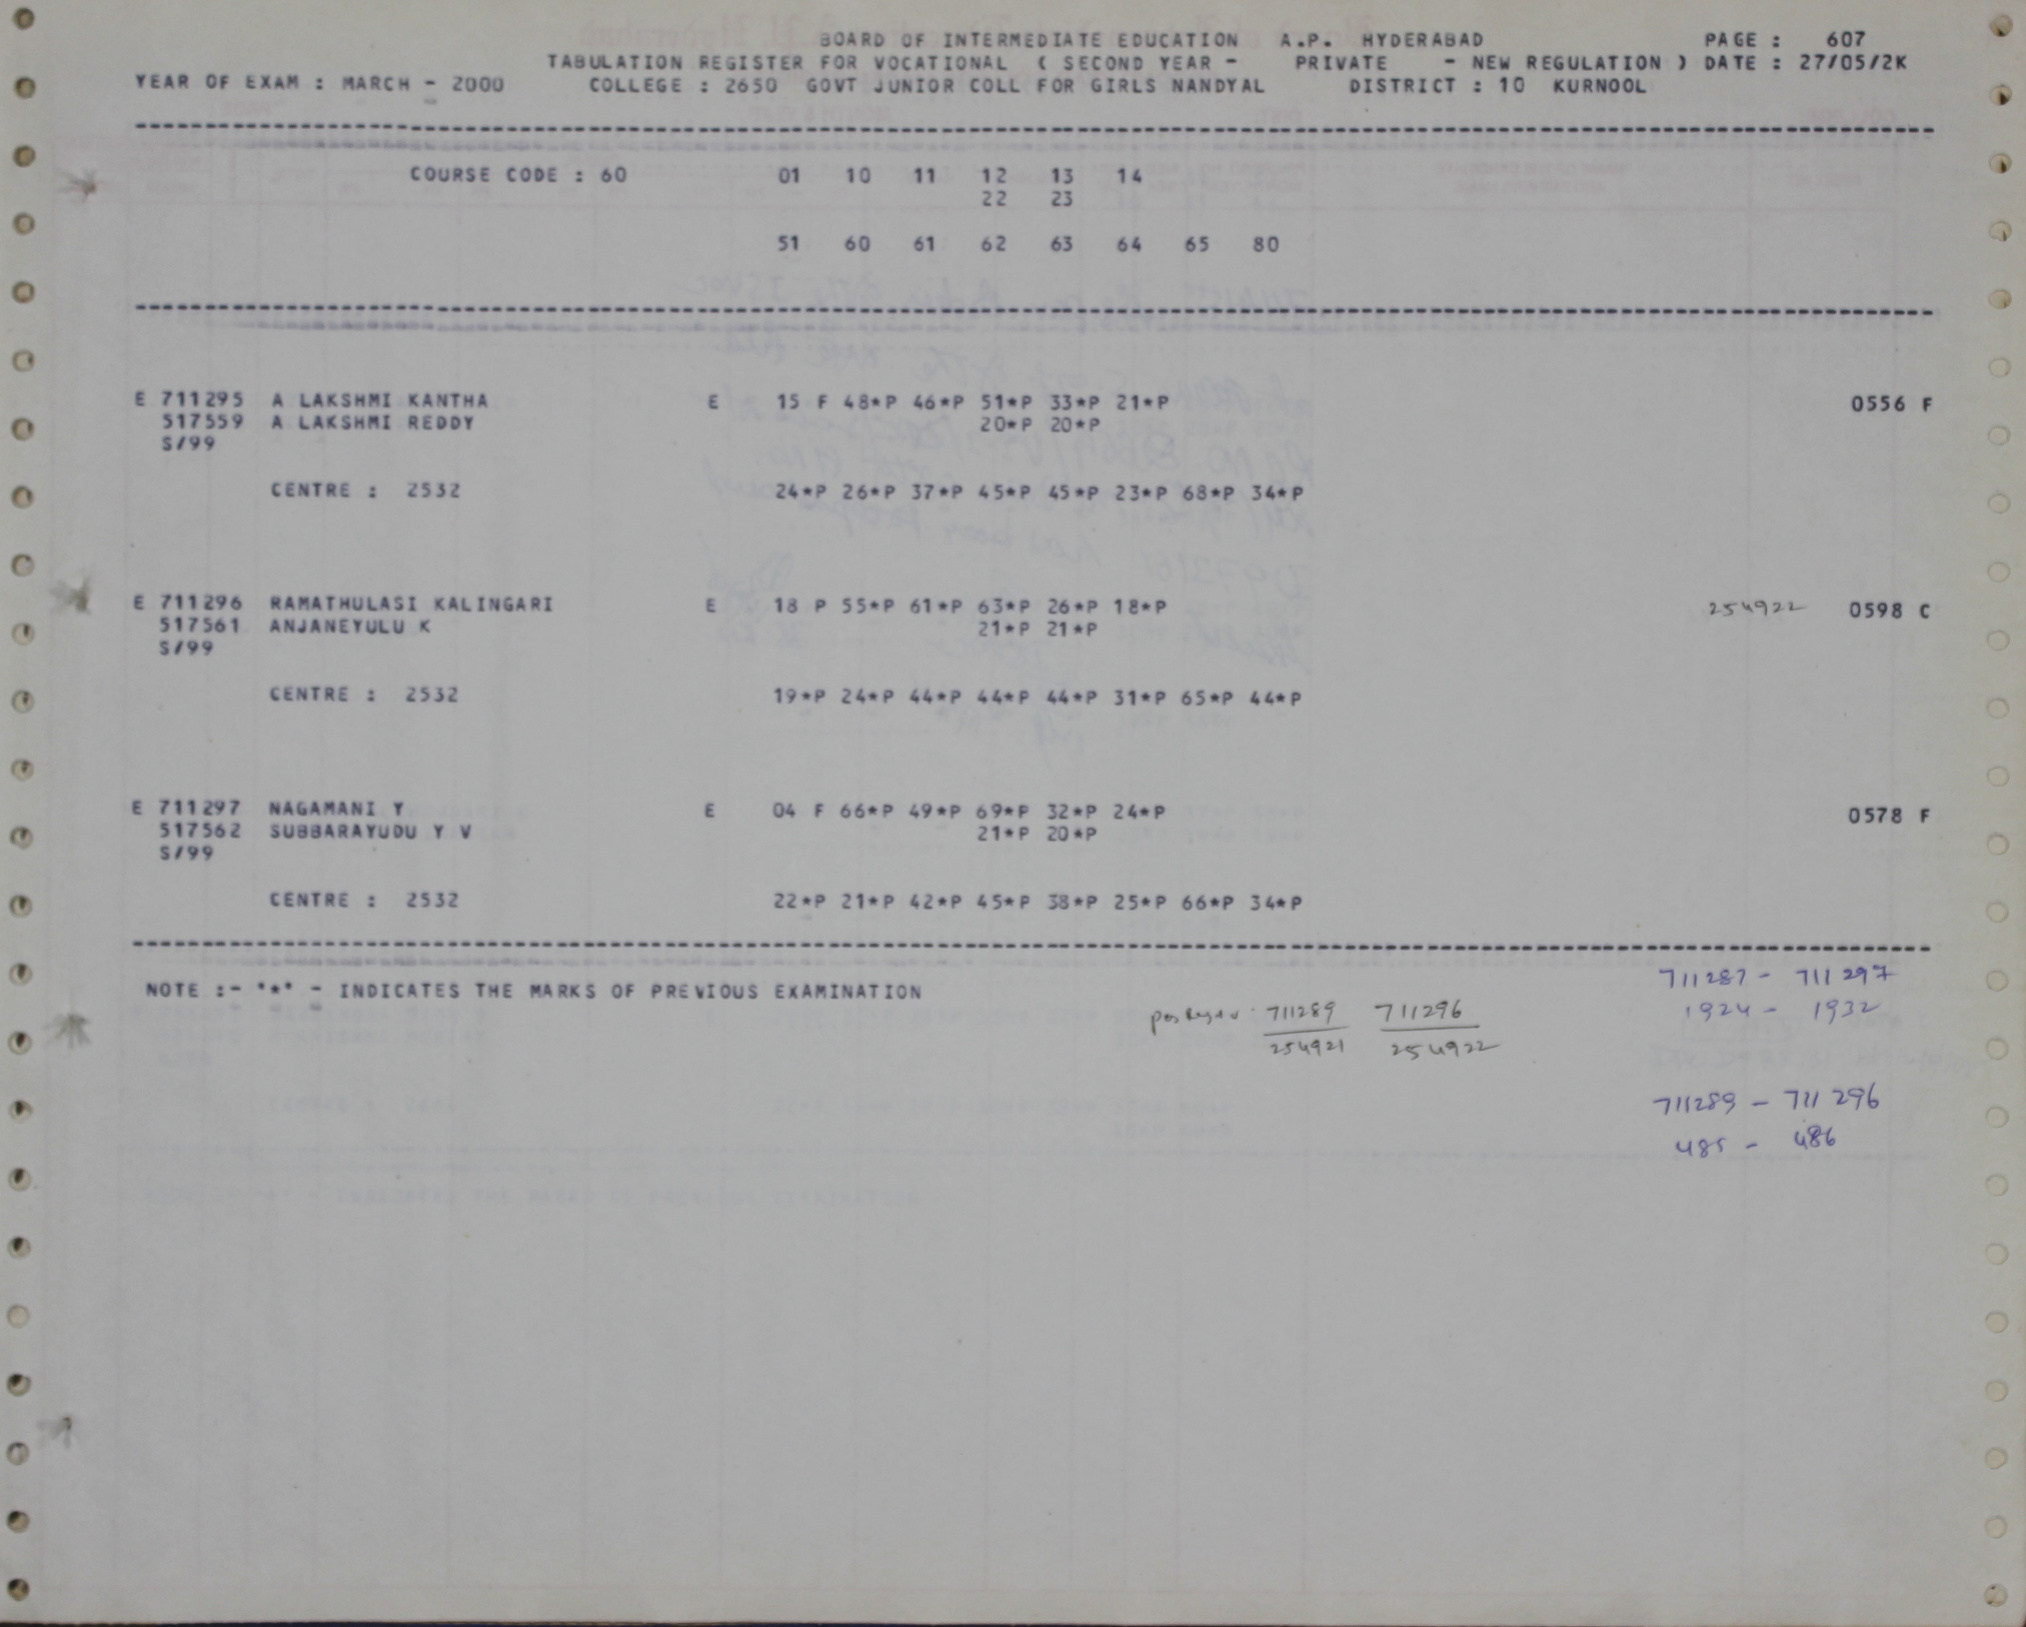 BOARD OF INTERMEDIATE EDUCATION A.P. HYDERABAD PAGE : 607
TABULATION REGISTER FOR VOCATIONAL ( SECOND YEAR - PRIVATE - NEW REGULATION ) DATE : 27/05/2K
YEAR OF EXAM : MARCH - 2000 COLLEGE : 2650 GOVT JUNIOR COLL FOR GIRLS NANDYAL DISTRICT : 10 KURNOOL
COURSE CODE : 60 01 10 11 12 13 14
22 23
51 60 61 62 63 64 65 80
E 711295 A LAKSHMI KANTHA E 15 F 48*P 46*P 51*P 33*P 21*P 0556 F
517559 A LAKSHMI REDDY 20*P 20*P
S/99
CENTRE : 2532 24*P 26*P 37*P 45*P 45*P 23*P 68*P 34*P
E 711296 RAMATHULASI KALINGARI E 18 P 55*P 61*P 63*P 26*P 18*P 254922 0598 C
517561 ANJANEYULU K 21*P 21*P
S/99
CENTRE : 2532 19*P 24*P 44*P 44*P 44*P 31*P 65*P 44*P
E 711297 NAGAMANI Y E 04 F 66*P 49*P 69*P 32*P 24*P 0578 F
517562 SUBBARAYUDU Y V 21*P 20*P
S/99
CENTRE : 2532 22*P 21*P 42*P 45*P 38*P 25*P 66*P 34*P
NOTE :- '*' - INDICATES THE MARKS OF PREVIOUS EXAMINATION
711287 - 711297
1924 - 1932
711289 711296
254921 254922
711289 - 711296
485 - 486